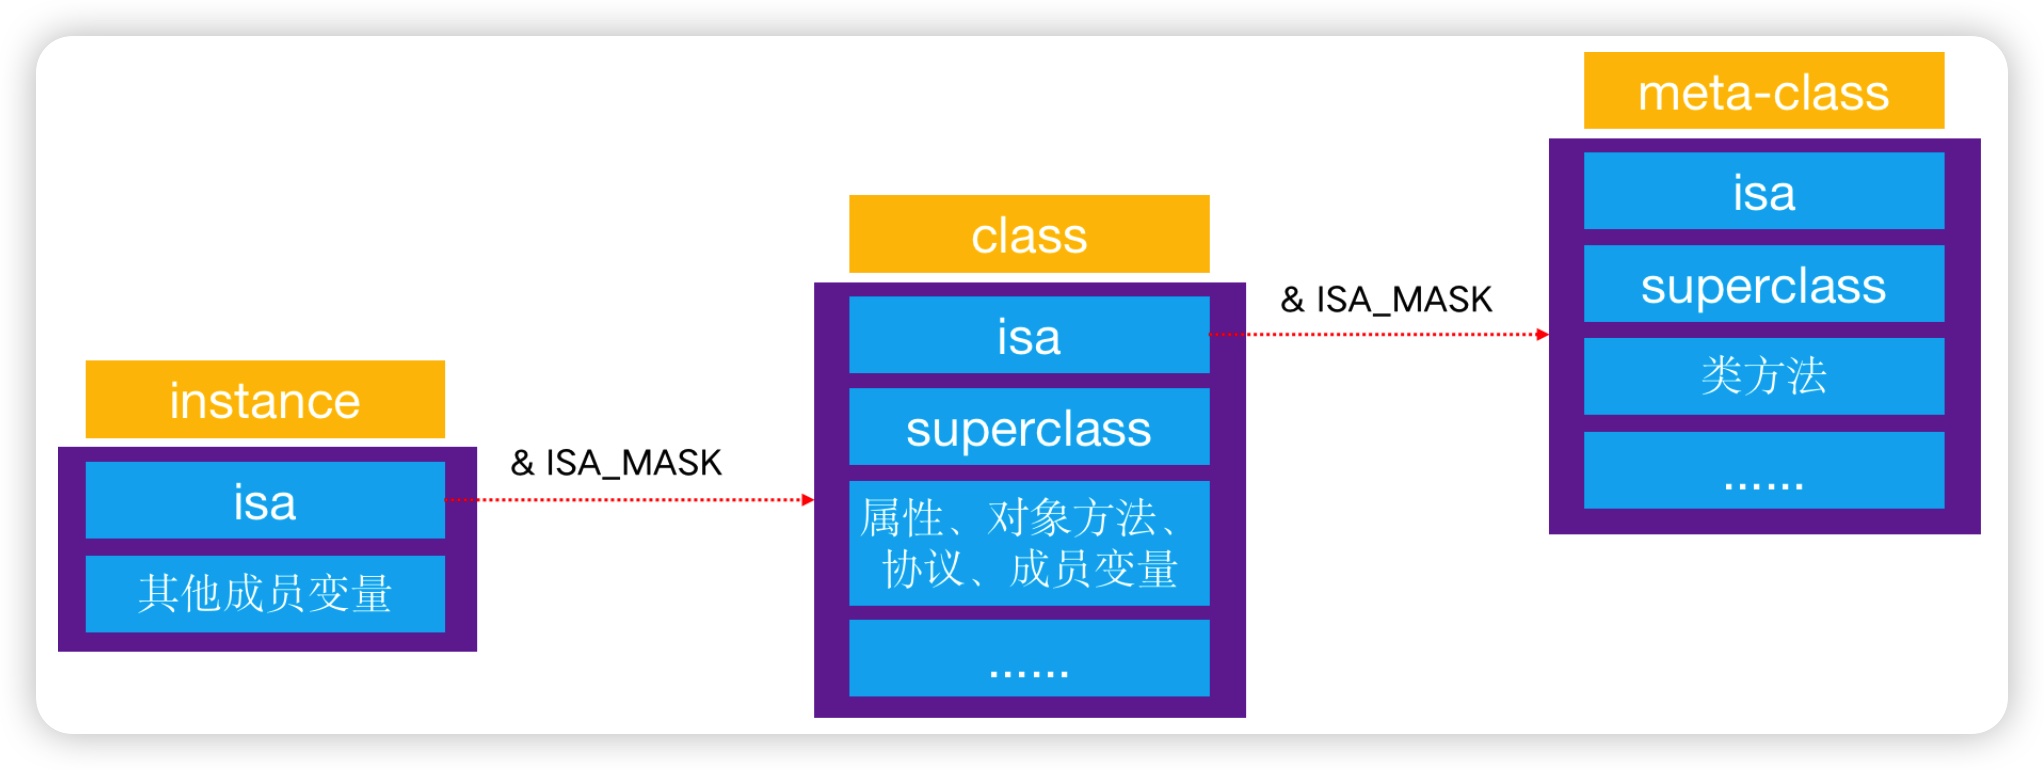 instance
isa
其他成员变量
& ISA_MASK
class
isa
superclass
属性、对象方法、
协议、成员变量
......
& ISA_MASK
meta-class
isa
superclass
类方法
......